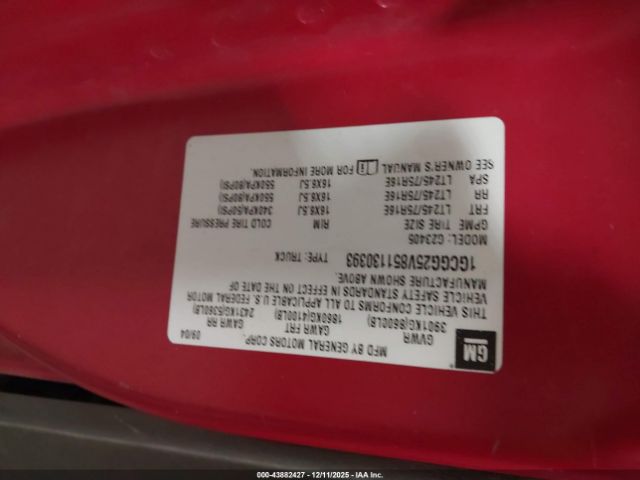 GM
MFD BY GENERAL MOTORS CORP. 09/04
GVWR GAWR FRT GAWR RR
3901KG(8600LB) 1860KG(4100LB) 2431KG(5360LB)
THIS VEHICLE CONFORMS TO ALL APPLICABLE U.S. FEDERAL MOTOR
VEHICLE SAFETY STANDARDS IN EFFECT ON THE DATE OF
MANUFACTURE SHOWN ABOVE.
1GCGG25V851130393 TYPE: TRUCK
MODEL: G23405
GPME TIRE SIZE RIM COLD TIRE PRESSURE
FRT LT245/75R16E 16X6.5J 340KPA(50PSI)
RR LT245/75R16E 16X6.5J 550KPA(80PSI)
SPA LT245/75R16E 16X6.5J 550KPA(80PSI)
SEE OWNER'S MANUAL FOR MORE INFORMATION.
000-43882427 - 12/11/2025 - IAA Inc.